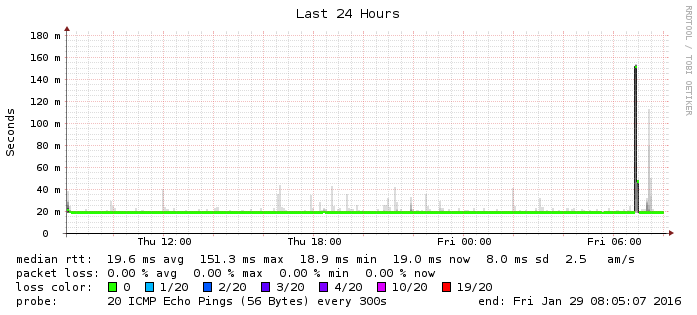 Last 24 Hours
RRDTOOL / TOBI OETIKER
Seconds
180 m
160 m
140 m
120 m
100 m
80 m
60 m
40 m
20 m
0
Thu 12:00 Thu 18:00 Fri 00:00 Fri 06:00
median rtt: 19.6 ms avg 151.3 ms max 18.9 ms min 19.0 ms now 8.0 ms sd 2.5 am/s
packet loss: 0.00 % avg 0.00 % max 0.00 % min 0.00 % now
loss color: 0 1/20 2/20 3/20 4/20 10/20 19/20
probe: 20 ICMP Echo Pings (56 Bytes) every 300s end: Fri Jan 29 08:05:07 2016